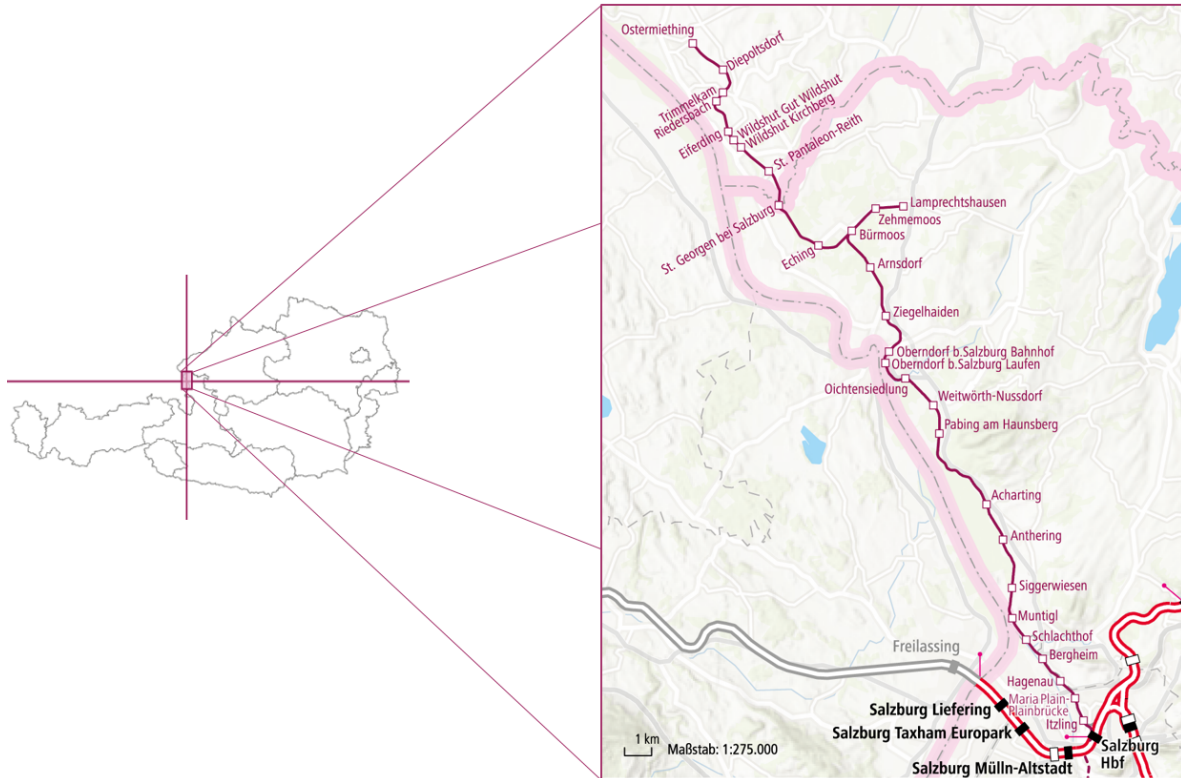 Ostermiething
Diepoltsdorf
Trimmelkam
Riedersbach
Wildshut Gut Wildshut
Eiferding
Wildshut Kirchberg
St. Pantaleon-Reith
St. Georgen bei Salzburg
Lamprechtshausen
Zehmemoos
Bürmoos
Eching
Arnsdorf
Ziegelhaiden
Oberndorf b.Salzburg Bahnhof
Oberndorf b.Salzburg Laufen
Oichtensiedlung
Weitwörth-Nussdorf
Pabing am Haunsberg
Acharting
Anthering
Siggerwiesen
Muntigl
Schlachthof
Freilassing
Bergheim
Hagenau
Maria Plain-
Plainbrücke
Salzburg Liefering
Itzling
Salzburg Taxham Europark
Salzburg
Hbf
1 km
Maßstab: 1:275.000
Salzburg Mülln-Altstadt